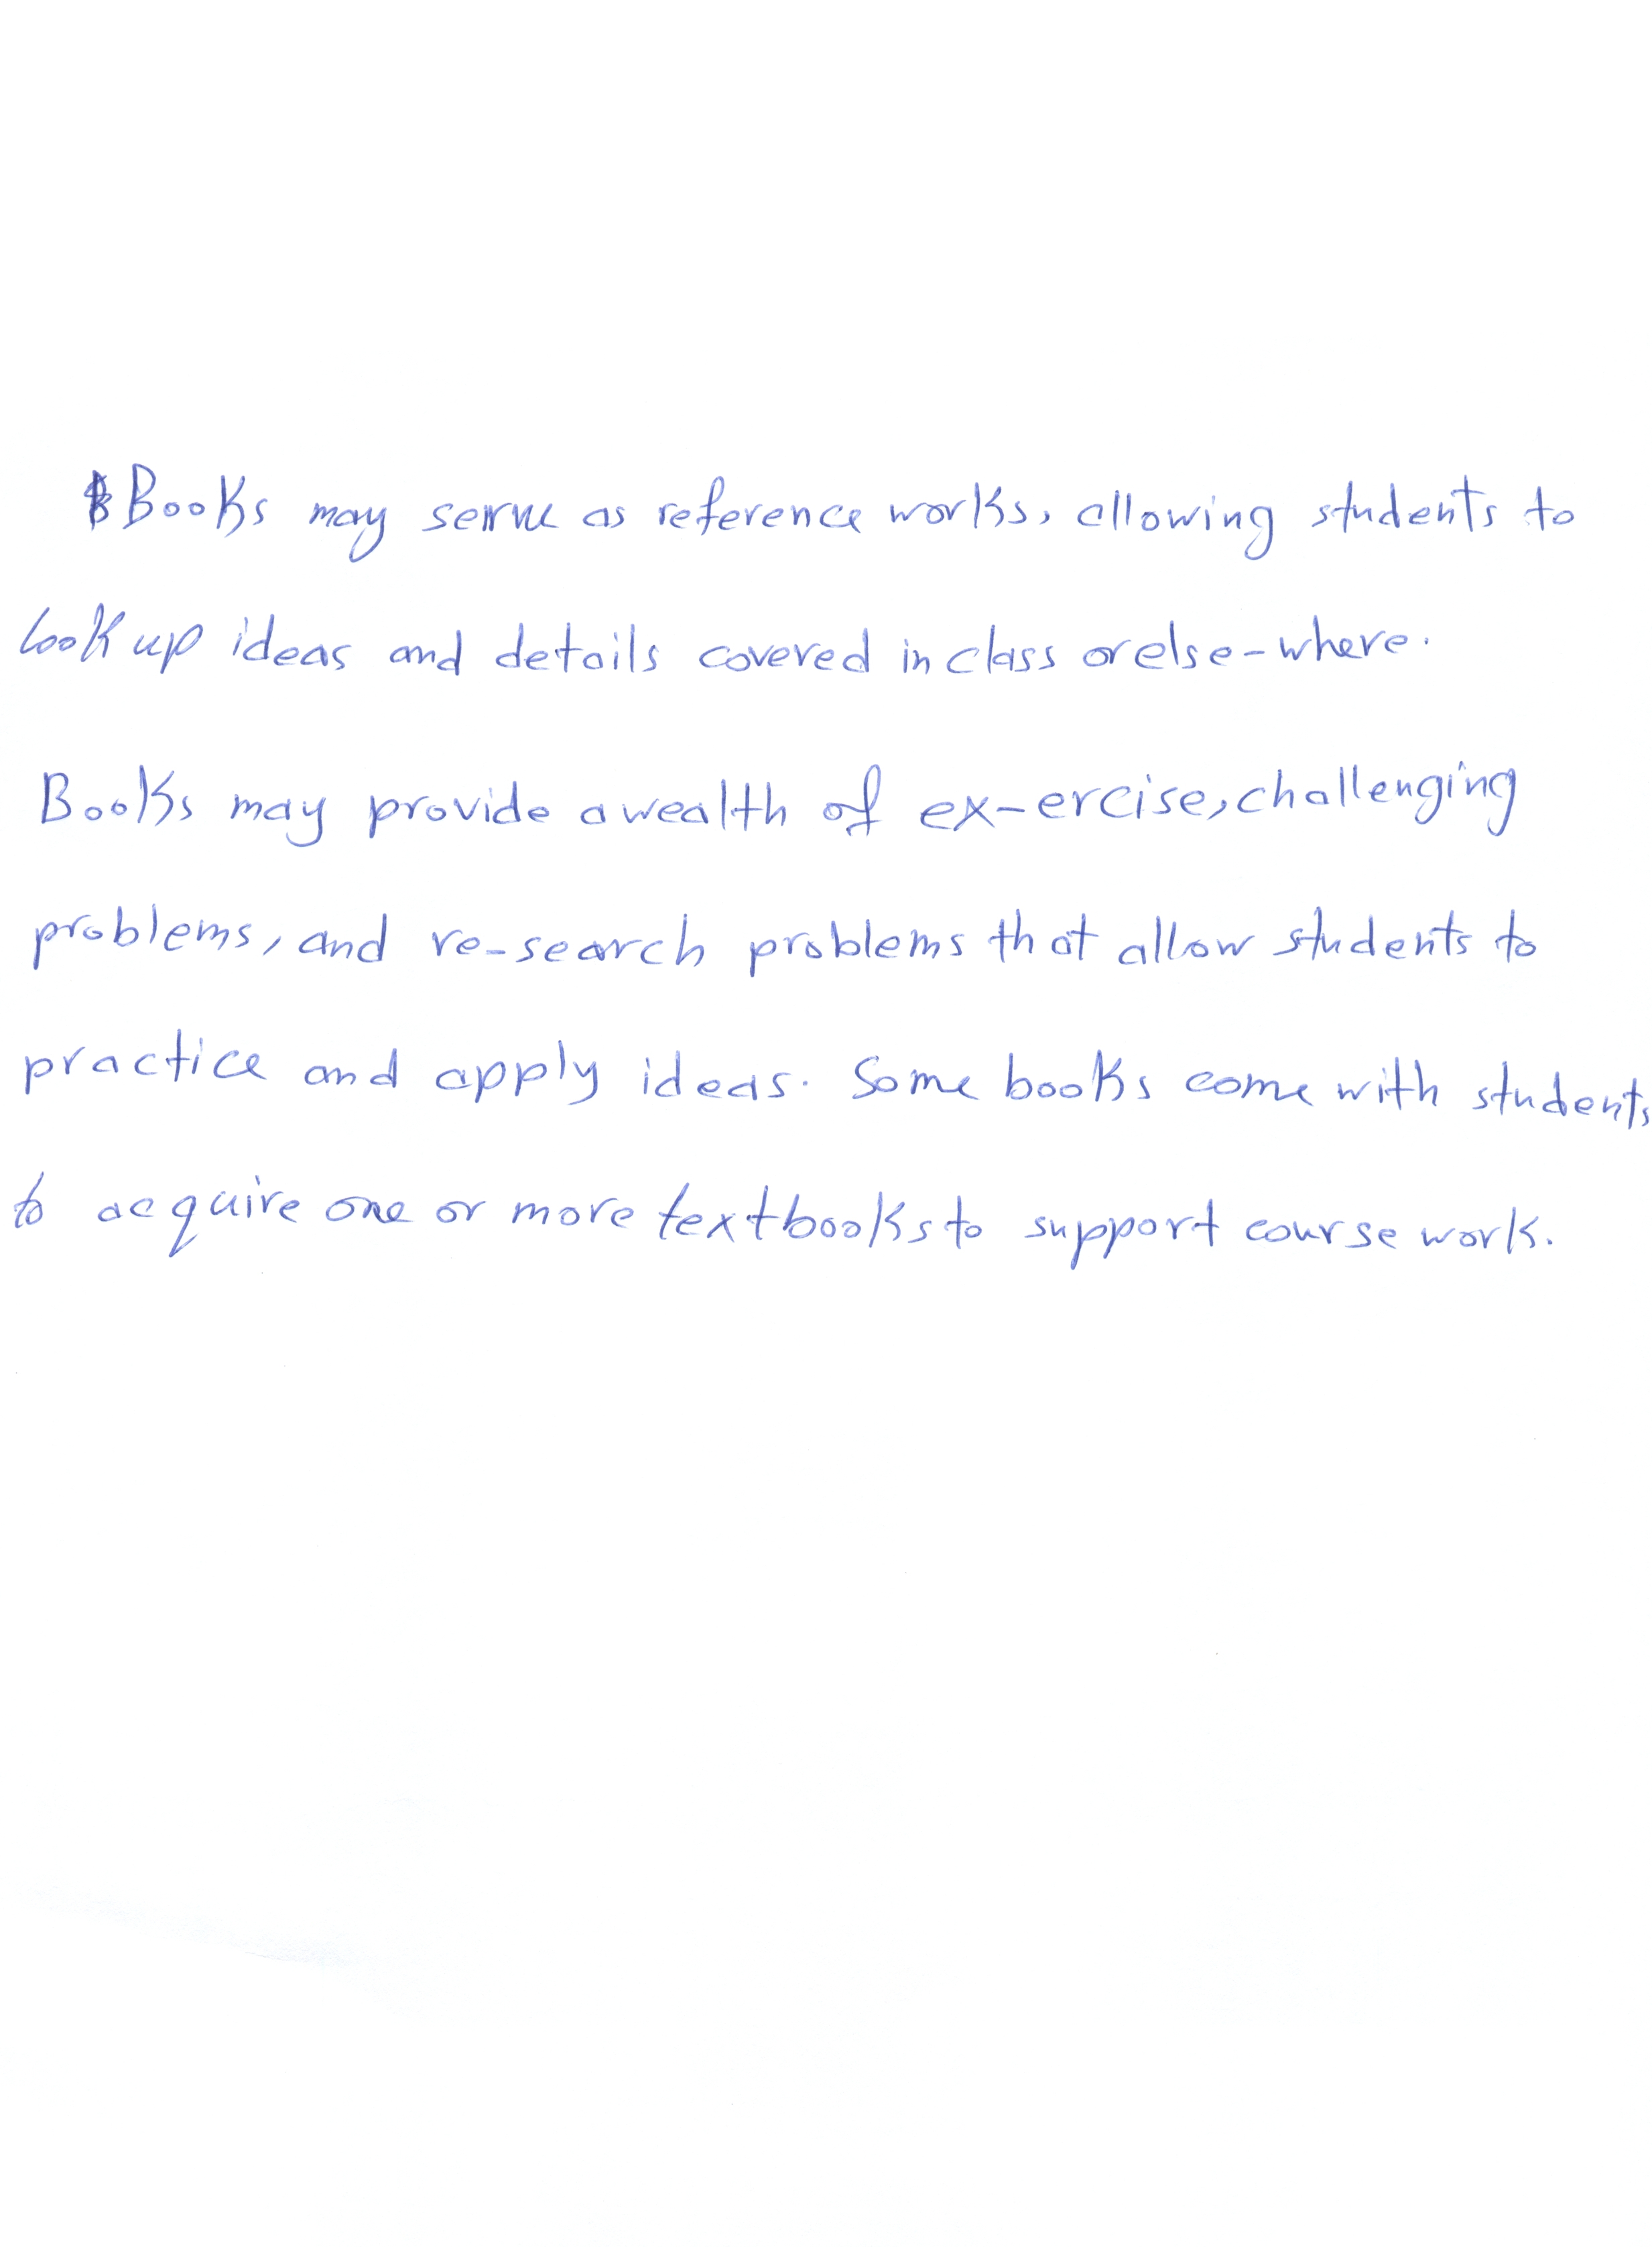 Books may serve as reference works, allowing students to
look up ideas and details covered in class or else-where.
Books may provide a wealth of ex-ercise, challenging
problems, and re-search problems that allow students to
practice and apply ideas. Some books come with students
to acquire one or more textbooks to support course work.